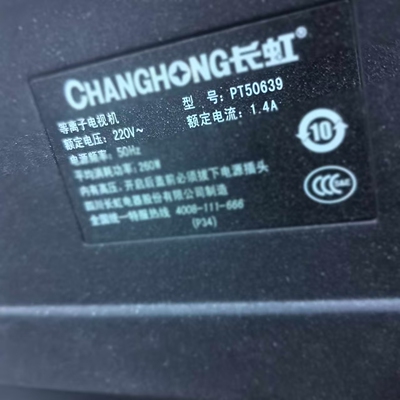 CHANGHONG长虹®
等离子电视机 型 号: PT50639
额定电压: 220V~ 额定电流: 1.4A
电源频率: 50Hz
平均消耗功率: 260W
内有高压,开启后盖前必须拔下电源插头
四川长虹电器股份有限公司制造
全国统一特服热线 4008-111-666
(P34)
10
CCC